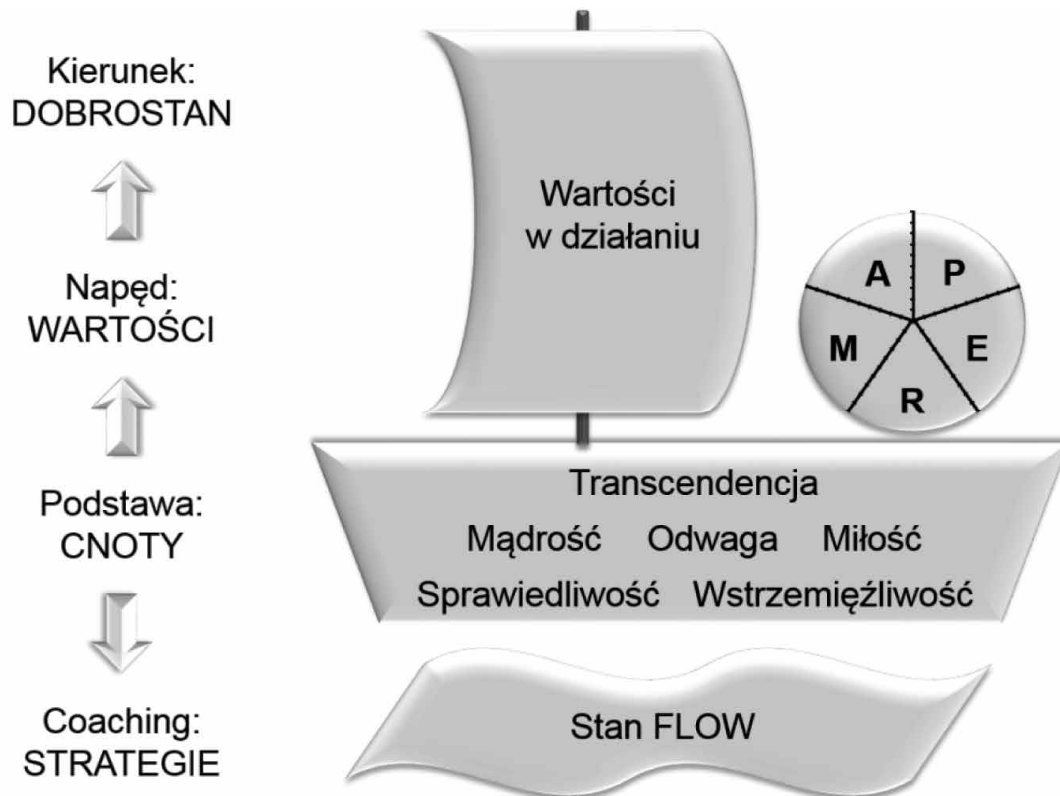 Kierunek:
DOBROSTAN
Napęd:
WARTOŚCI
Podstawa:
CNOTY
Coaching:
STRATEGIE
Wartości
w działaniu
A P
M E
R
Transcendencja
Mądrość Odwaga Miłość
Sprawiedliwość Wstrzemięźliwość
Stan FLOW